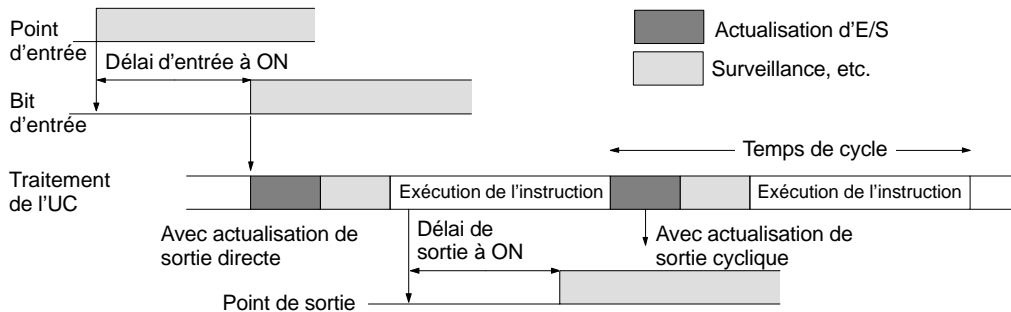 Point
d'entrée
Actualisation d'E/S
Délai d'entrée à ON
Surveillance, etc.
Bit
d'entrée
Temps de cycle
Traitement
de l'UC
Exécution de l'instruction
Exécution de l'instruction
Avec actualisation de
sortie directe
Délai de
sortie à ON
Avec actualisation de
sortie cyclique
Point de sortie